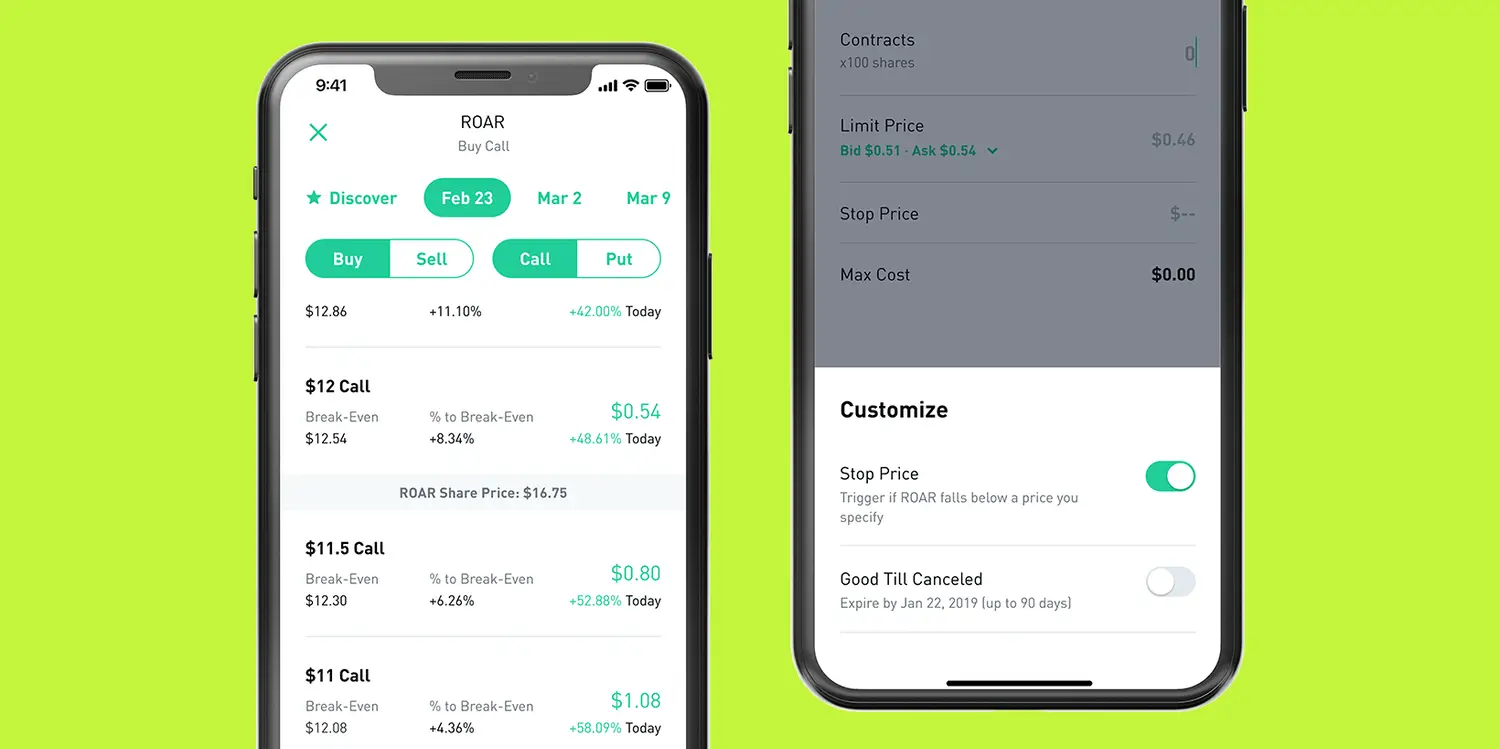 9:41
ROAR
Buy Call
Discover Feb 23 Mar 2 Mar 9
Buy Sell Call Put
$12.86 +11.10% +42.00% Today
$12 Call
Break-Even % to Break-Even $0.54
$12.54 +8.34% +48.61% Today
ROAR Share Price: $16.75
$11.5 Call
Break-Even % to Break-Even $0.80
$12.30 +6.26% +52.88% Today
$11 Call
Break-Even % to Break-Even $1.08
$12.08 +4.36% +58.09% Today
Contracts 0
x100 shares
Limit Price $0.46
Bid $0.51 · Ask $0.54
Stop Price $--
Max Cost $0.00
Customize
Stop Price
Trigger if ROAR falls below a price you
specify
Good Till Canceled
Expire by Jan 22, 2019 (up to 90 days)